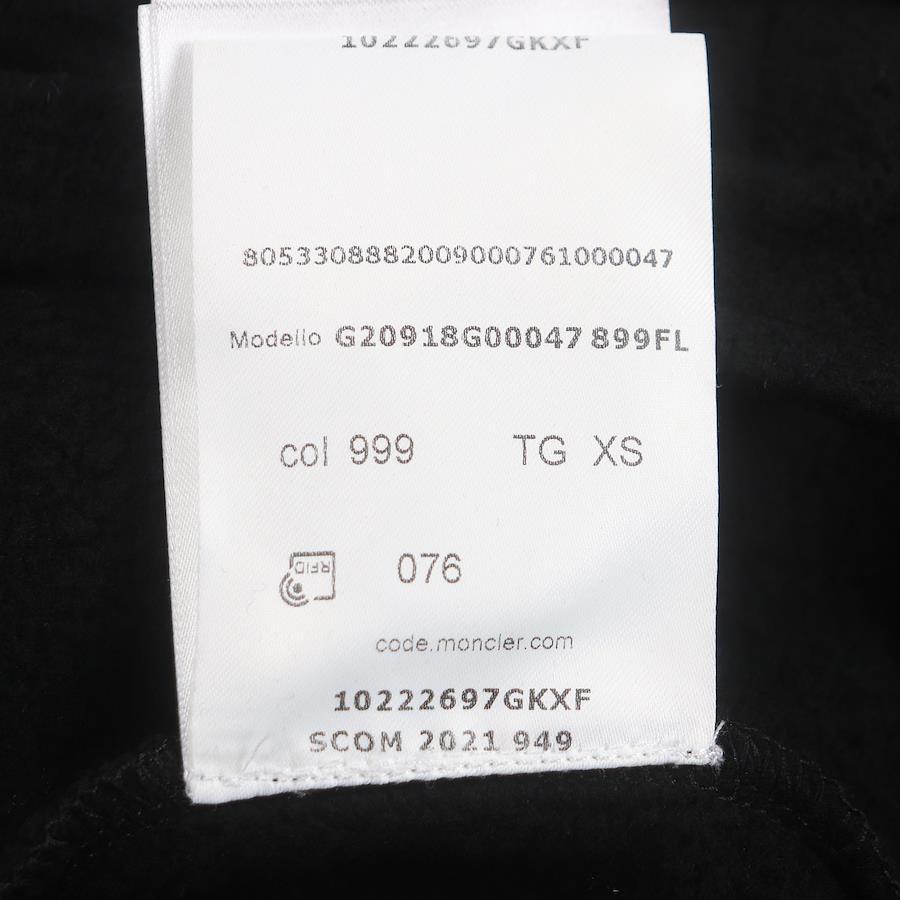 10222697GKXF
8053308882009000761000047
Modello G20918G00047 899FL
col 999 TG XS
RFID 076
code.moncler.com
10222697GKXF
SCOM 2021 949